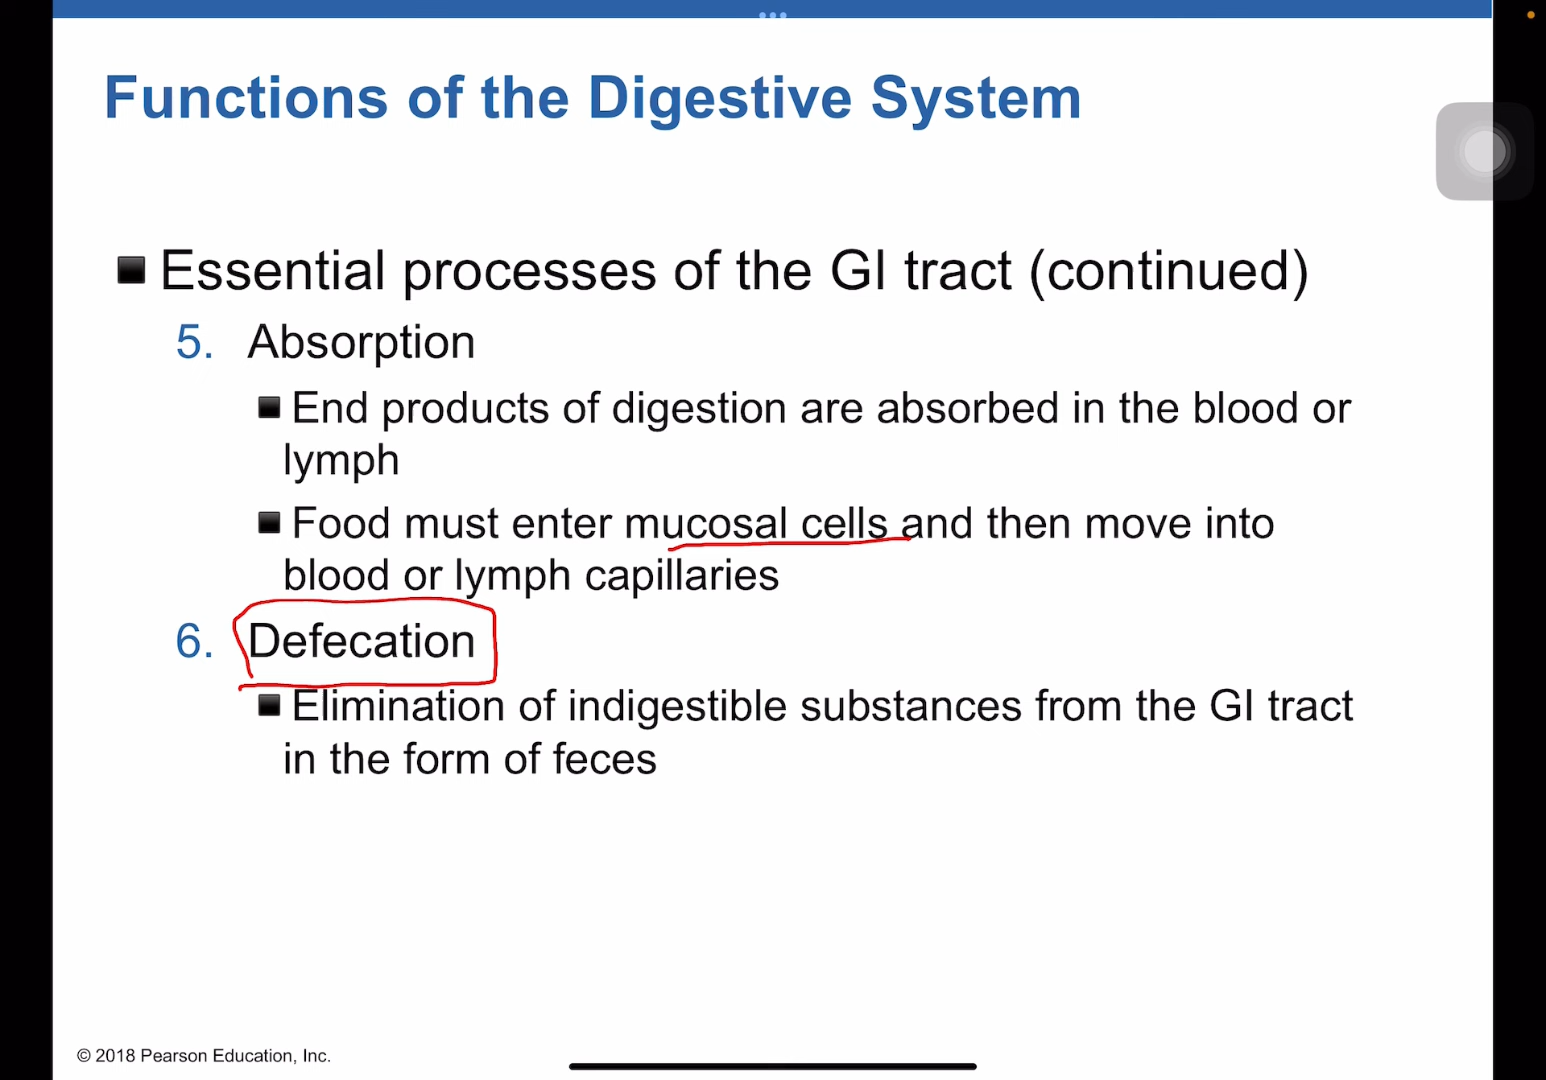 Functions of the Digestive System
Essential processes of the GI tract (continued)
5. Absorption
End products of digestion are absorbed in the blood or
lymph
Food must enter mucosal cells and then move into
blood or lymph capillaries
6. Defecation
Elimination of indigestible substances from the GI tract
in the form of feces
© 2018 Pearson Education, Inc.